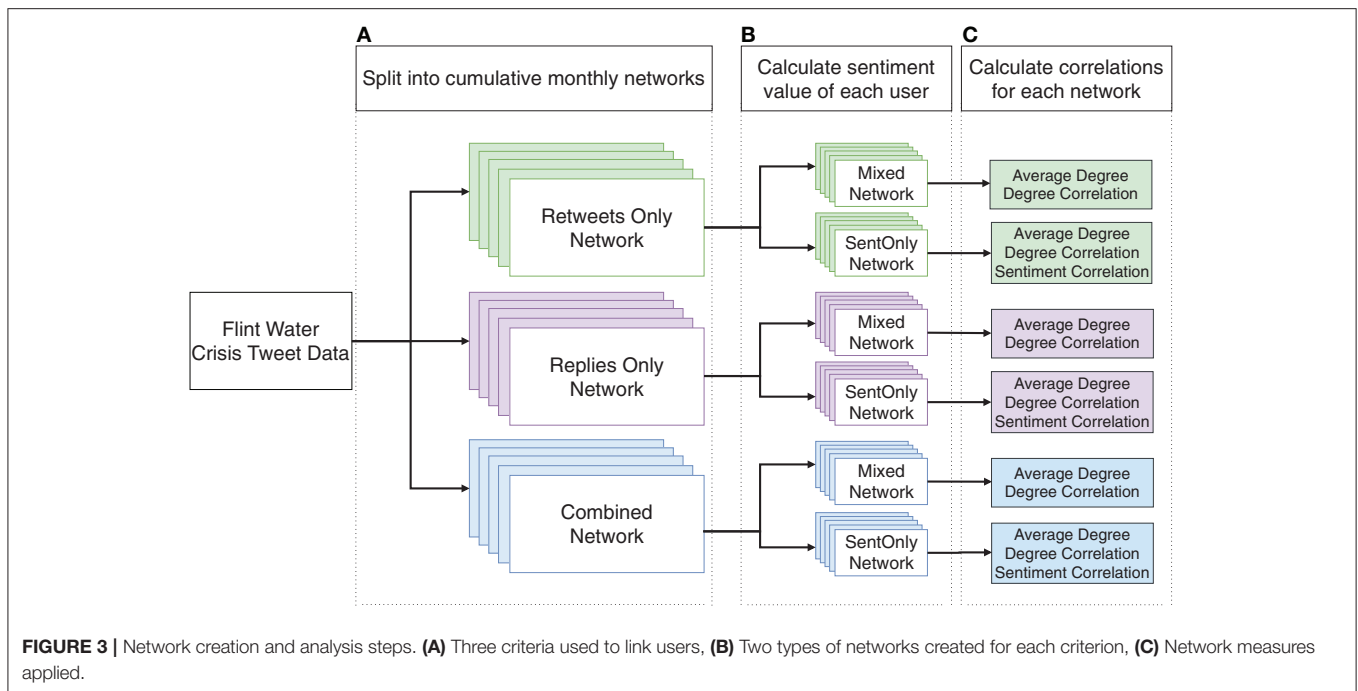 A
B
C
Split into cumulative monthly networks
Calculate sentiment
value of each user
Calculate correlations
for each network
Flint Water
Crisis Tweet Data
Retweets Only
Network
Mixed
Network
Average Degree
Degree Correlation
SentOnly
Network
Average Degree
Degree Correlation
Sentiment Correlation
Replies Only
Network
Mixed
Network
Average Degree
Degree Correlation
SentOnly
Network
Average Degree
Degree Correlation
Sentiment Correlation
Combined
Network
Mixed
Network
Average Degree
Degree Correlation
SentOnly
Network
Average Degree
Degree Correlation
Sentiment Correlation
FIGURE 3 | Network creation and analysis steps. (A) Three criteria used to link users, (B) Two types of networks created for each criterion, (C) Network measures
applied.